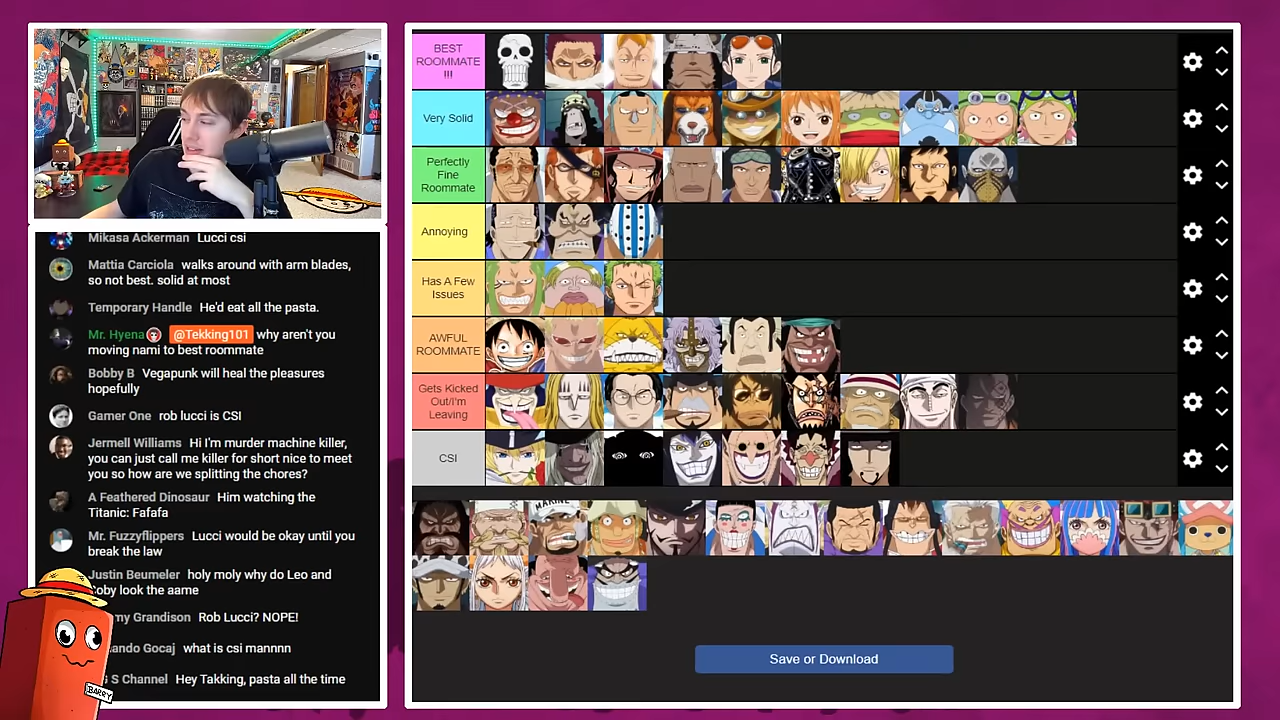 BEST
ROOMMATE
!!!
Very Solid
Perfectly
Fine
Roommate
Annoying
Has A Few
Issues
AWFUL
ROOMMATE
Gets Kicked
Out/I'm
Leaving
CSI
MARINE
Save or Download
Mikasa Ackerman Lucci csi
Mattia Carciola walks around with arm blades,
so not best. solid at most
Temporary Handle He'd eat all the pasta.
Mr. Hyena @Tekking101 why aren't you
moving nami to best roommate
Bobby B Vegapunk will heal the pleasures
hopefully
Gamer One rob lucci is CSI
Jermell Williams Hi I'm murder machine killer,
you can just call me killer for short nice to meet
you so how are we splitting the chores?
A Feathered Dinosaur Him watching the
Titanic: Fafafa
Mr. Fuzzyflippers Lucci would be okay until you
break the law
Justin Beumeler holy moly why do Leo and
Coby look the aame
my Grandison Rob Lucci? NOPE!
ando Gocaj what is csi mannnn
S Channel Hey Takking, pasta all the time
BARRY